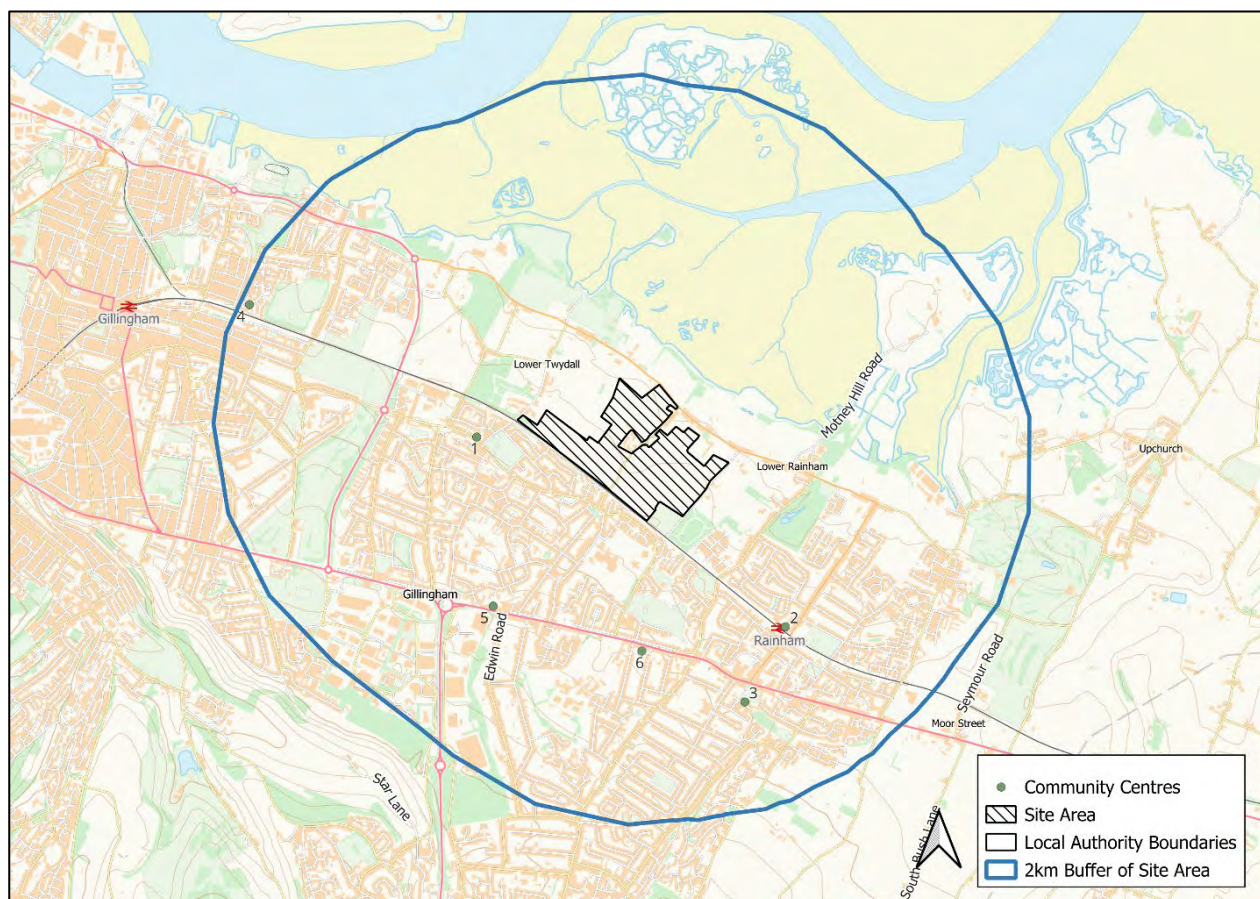 4
Gillingham
Lower Twydall
Motney Hill Road
1
Lower Rainham
Upchurch
Gillingham
5
Edwin Road
2
Rainham
6
3
Seymour Road
Moor Street
Star Lane
South Bush Lane
Community Centres
Site Area
Local Authority Boundaries
2km Buffer of Site Area